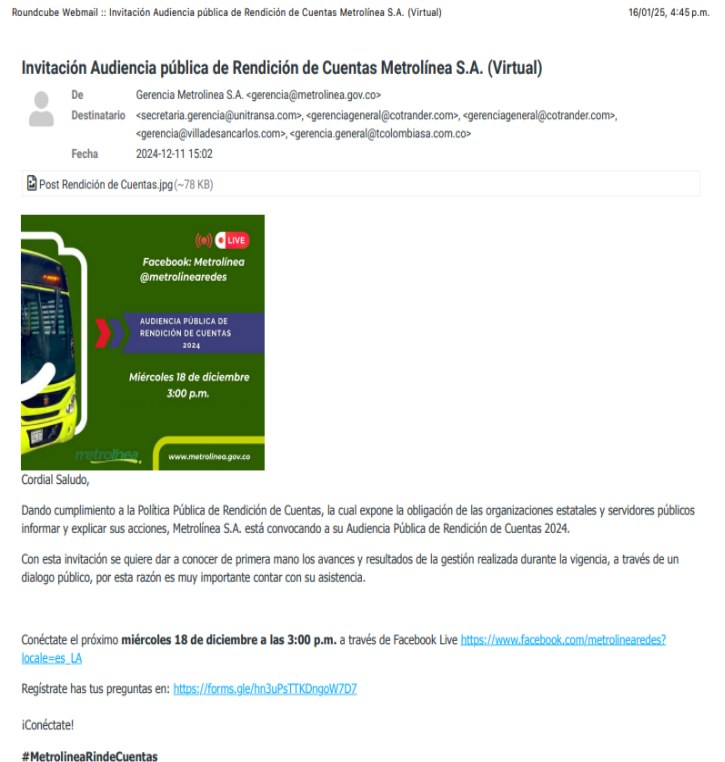 Roundcube Webmail :: Invitación Audiencia pública de Rendición de Cuentas Metrolínea S.A. (Virtual)
16/01/25, 4:45 p.m.
Invitación Audiencia pública de Rendición de Cuentas Metrolínea S.A. (Virtual)
De Gerencia Metrolinea S.A. <gerencia@metrolinea.gov.co>
Destinatario <secretaria.gerencia@unitransa.com>, <gerenciageneral@cotrander.com>, <gerenciageneral@cotrander.com>,
<gerencia@villadesancarlos.com>, <gerencia.general@tcolombiasa.com.co>
Fecha 2024-12-11 15:02
Post Rendición de Cuentas.jpg (~78 KB)
LIVE
Facebook: Metrolínea
@metrolinearedes
AUDIENCIA PÚBLICA DE
RENDICIÓN DE CUENTAS
2024
Miércoles 18 de diciembre
3:00 p.m.
metrolínea
www.metrolinea.gov.co
Cordial Saludo,
Dando cumplimiento a la Política Pública de Rendición de Cuentas, la cual expone la obligación de las organizaciones estatales y servidores públicos
informar y explicar sus acciones, Metrolínea S.A. está convocando a su Audiencia Pública de Rendición de Cuentas 2024.
Con esta invitación se quiere dar a conocer de primera mano los avances y resultados de la gestión realizada durante la vigencia, a través de un
dialogo público, por esta razón es muy importante contar con su asistencia.
Conéctate el próximo miércoles 18 de diciembre a las 3:00 p.m. a través de Facebook Live https://www.facebook.com/metrolinearedes?
locale=es_LA
Regístrate has tus preguntas en: https://forms.gle/hn3uPsTTKDngoW7D7
¡Conéctate!
#MetrolineaRindeCuentas